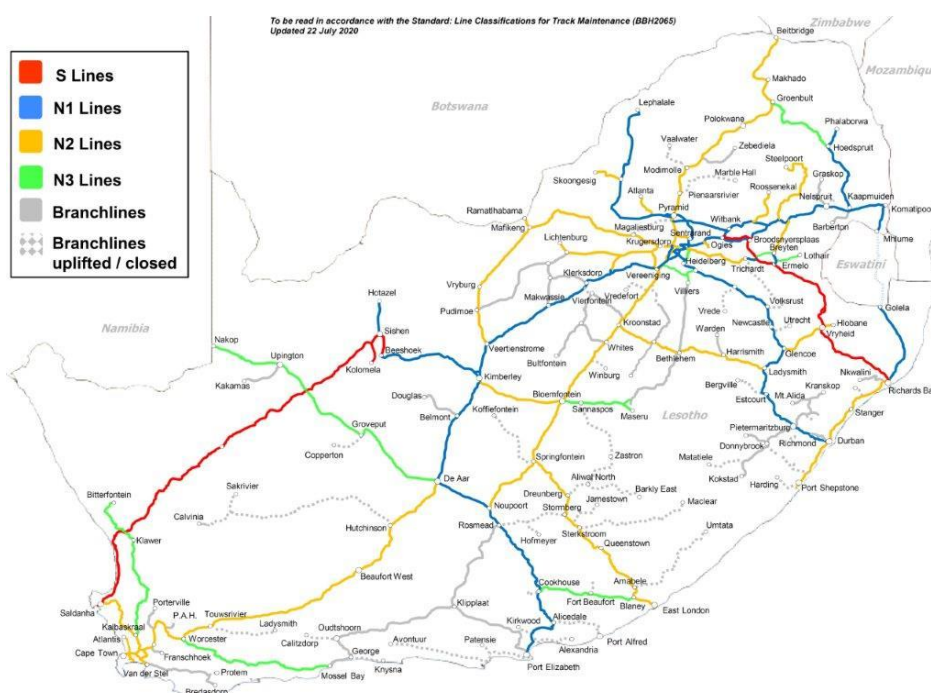 To be read in accordance with the Standard: Line Classifications for Track Maintenance (BBH2065)
Updated 22 July 2020
S Lines
N1 Lines
N2 Lines
N3 Lines
Branchlines
Branchlines
uplifted / closed
Zimbabwe
Beitbridge
Mozambique
Botswana
Makhado
Groenbult
Lephalale
Polokwane
Phalaborwa
Vaalwater
Zebediela
Hoedspruit
Modimolle
Marble Hall
Steelpoort
Graskop
Skoongesig
Atlanta
Pienaarsrivier
Roossenekal
Nelspruit
Kaapmuiden
Komatipoort
Ramatlhabama
Mafikeng
Pyramid
Magaliesburg
Witbank
Barberton
Lichtenburg
Krugersdorp
Sentrarand
Ogies
Broodsnyersplaas
Breyten
Mhlume
Klerksdorp
Vereeniging
Heidelberg
Trichardt
Ermelo
Lothair
Eswatini
Vryburg
Makwassie
Vierfontein
Vredefort
Villiers
Volksrust
Golela
Hotazel
Pudimoe
Kroonstad
Vrede
Newcastle
Utrecht
Hlobane
Vryheid
Namibia
Sishen
Warden
Nakop
Beeshoek
Veertienstrome
Whites
Glencoe
Upington
Kolomela
Bultfontein
Bethlehem
Harrismith
Ladysmith
Nkwalini
Kakamas
Kimberley
Winburg
Bergville
Kranskop
Richards Ba
Douglas
Koffiefontein
Bloemfontein
Sannaspos
Estcourt
Mt.Alida
Stanger
Belmont
Maseru
Lesotho
Groveput
Pietermaritzburg
Durban
Copperton
Zastron
Donnybrook
Richmond
Springfontein
Matatiele
De Aar
Aliwal North
Kokstad
Harding
Port Shepstone
Bitterfontein
Sakrivier
Dreunberg
Barkly East
Jamestown
Maclear
Calvinia
Noupoort
Stormberg
Klawer
Hutchinson
Rosmead
Sterkstroom
Umtata
Hofmeyer
Queenstown
Beaufort West
Cookhouse
Amabele
Saldanha
Porterville
P.A.H.
Touwsrivier
Klipplaat
Fort Beaufort
Blaney
East London
Kalbaskraal
Ladysmith
Oudtshoorn
Kirkwood
Alicedale
Atlantis
Worcester
Calitzdorp
Avontuur
Patensie
Port Alfred
Cape Town
Franschhoek
George
Alexandria
Van der Stel
Protem
Mossel Bay
Knysna
Port Elizabeth
Bredasdorp